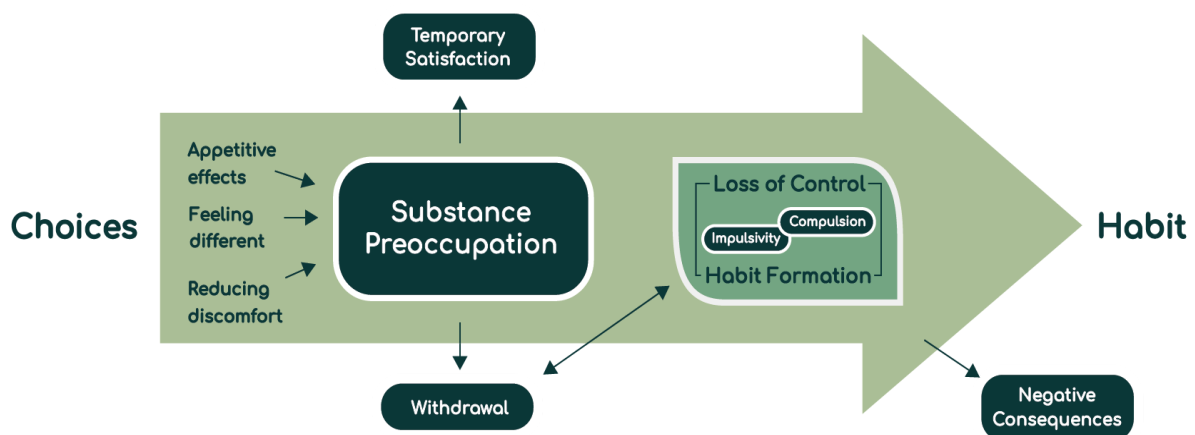 Temporary
Satisfaction
Choices
Appetitive
effects
Feeling
different
Reducing
discomfort
Substance
Preoccupation
Withdrawal
Loss of Control
Compulsion
Impulsivity
Habit Formation
Habit
Negative
Consequences